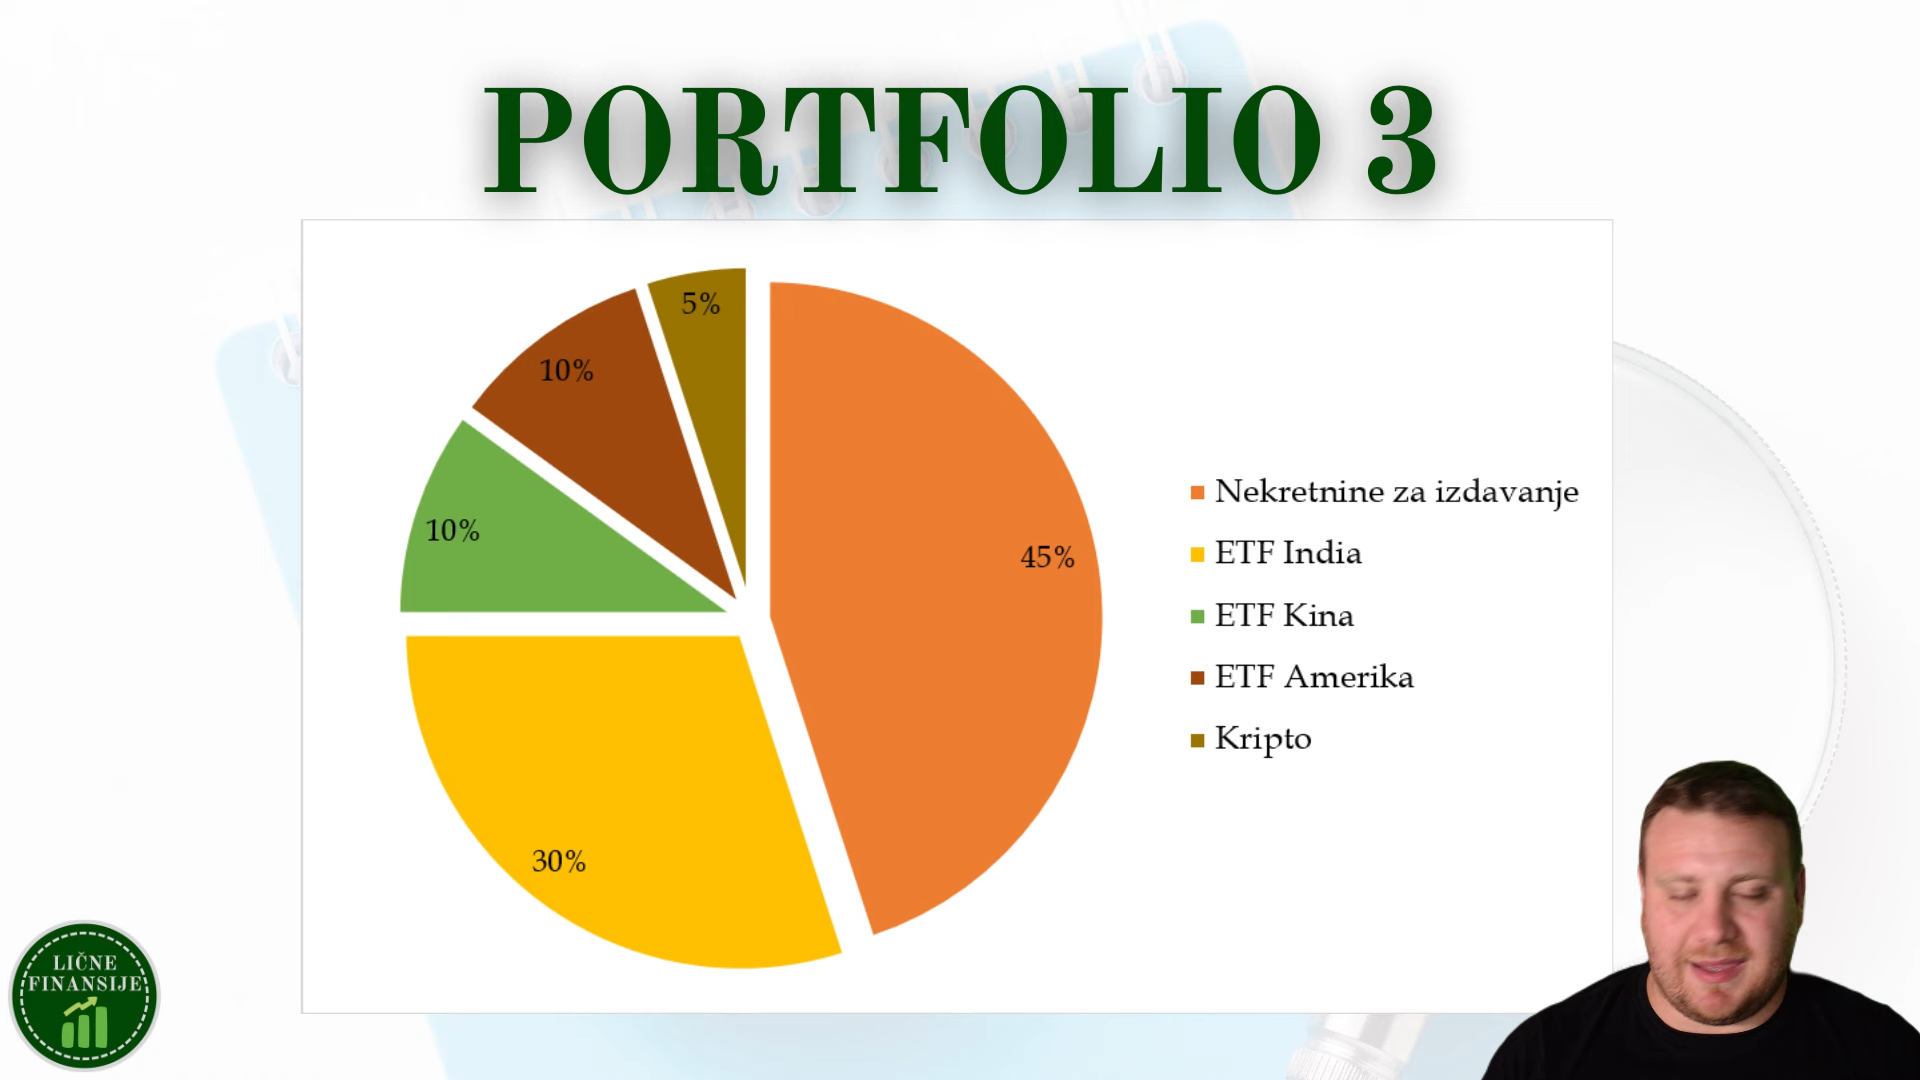 PORTFOLIO 3
5%
10%
10%
45%
30%
Nekretnine za izdavanje
ETF India
ETF Kina
ETF Amerika
Kripto
LIČNE
FINANSIJE